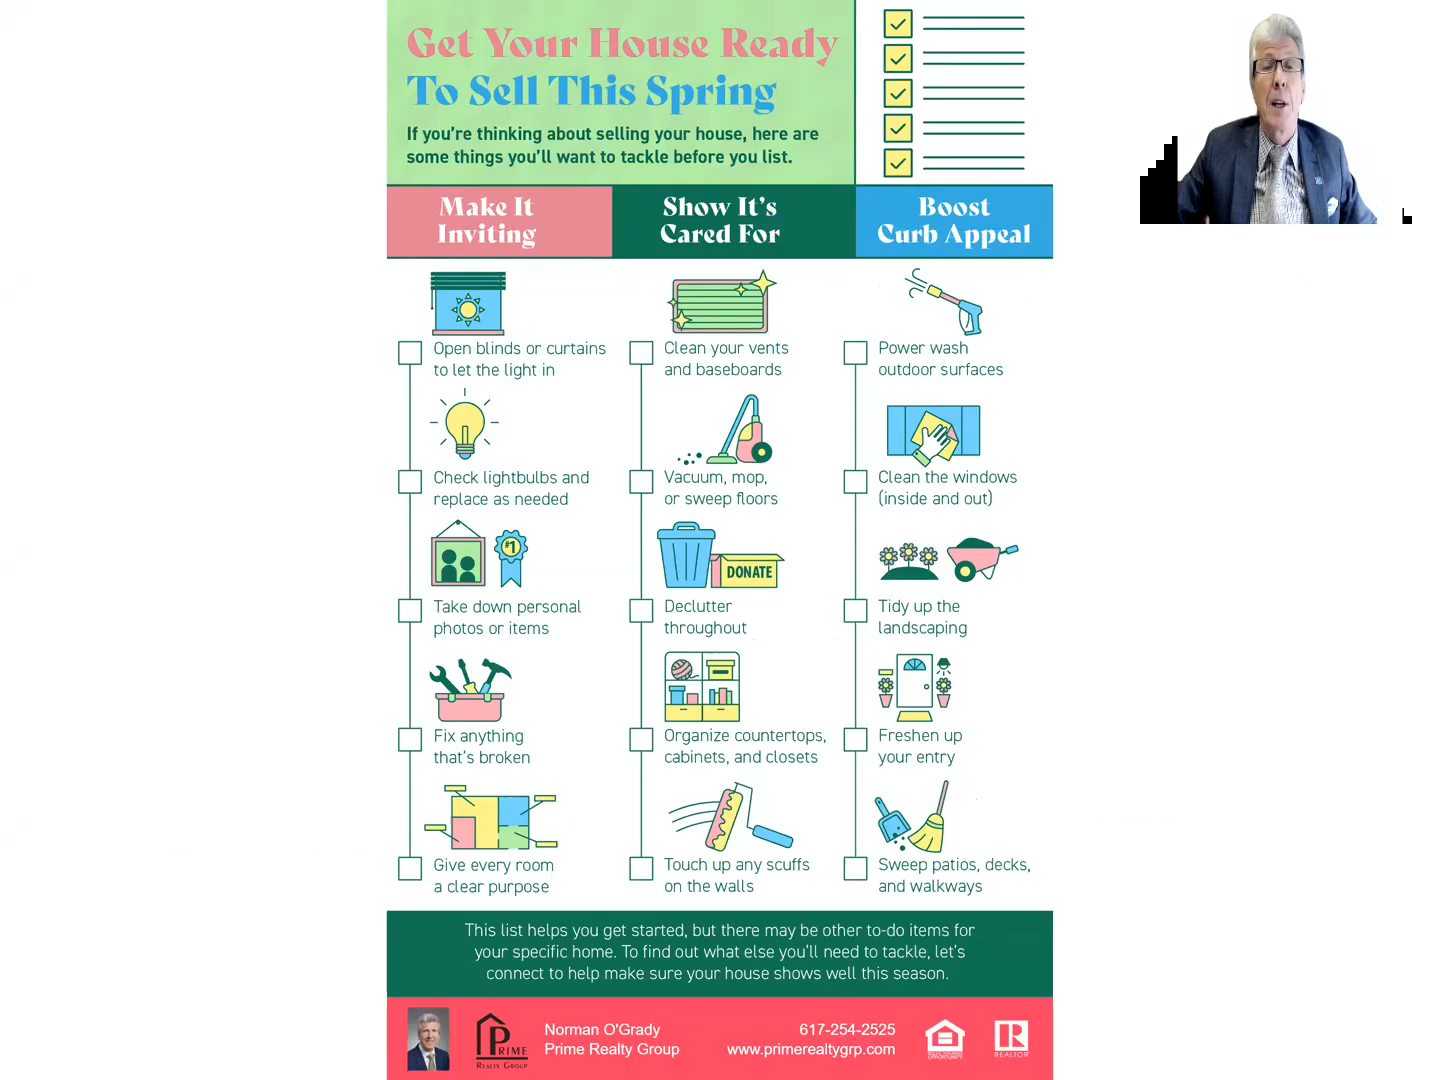 Get Your House Ready
To Sell This Spring
If you're thinking about selling your house, here are
some things you'll want to tackle before you list.
Make It
Inviting
Show It's
Cared For
Boost
Curb Appeal
Open blinds or curtains
to let the light in
Clean your vents
and baseboards
Power wash
outdoor surfaces
Check lightbulbs and
replace as needed
Vacuum, mop,
or sweep floors
Clean the windows
(inside and out)
#1
DONATE
Take down personal
photos or items
Declutter
throughout
Tidy up the
landscaping
Fix anything
that's broken
Organize countertops,
cabinets, and closets
Freshen up
your entry
Give every room
a clear purpose
Touch up any scuffs
on the walls
Sweep patios, decks,
and walkways
This list helps you get started, but there may be other to-do items for
your specific home. To find out what else you'll need to tackle, let's
connect to help make sure your house shows well this season.
PRIME
REALTY GROUP
Norman O'Grady
Prime Realty Group
617-254-2525
www.primerealtygrp.com
R
REALTOR